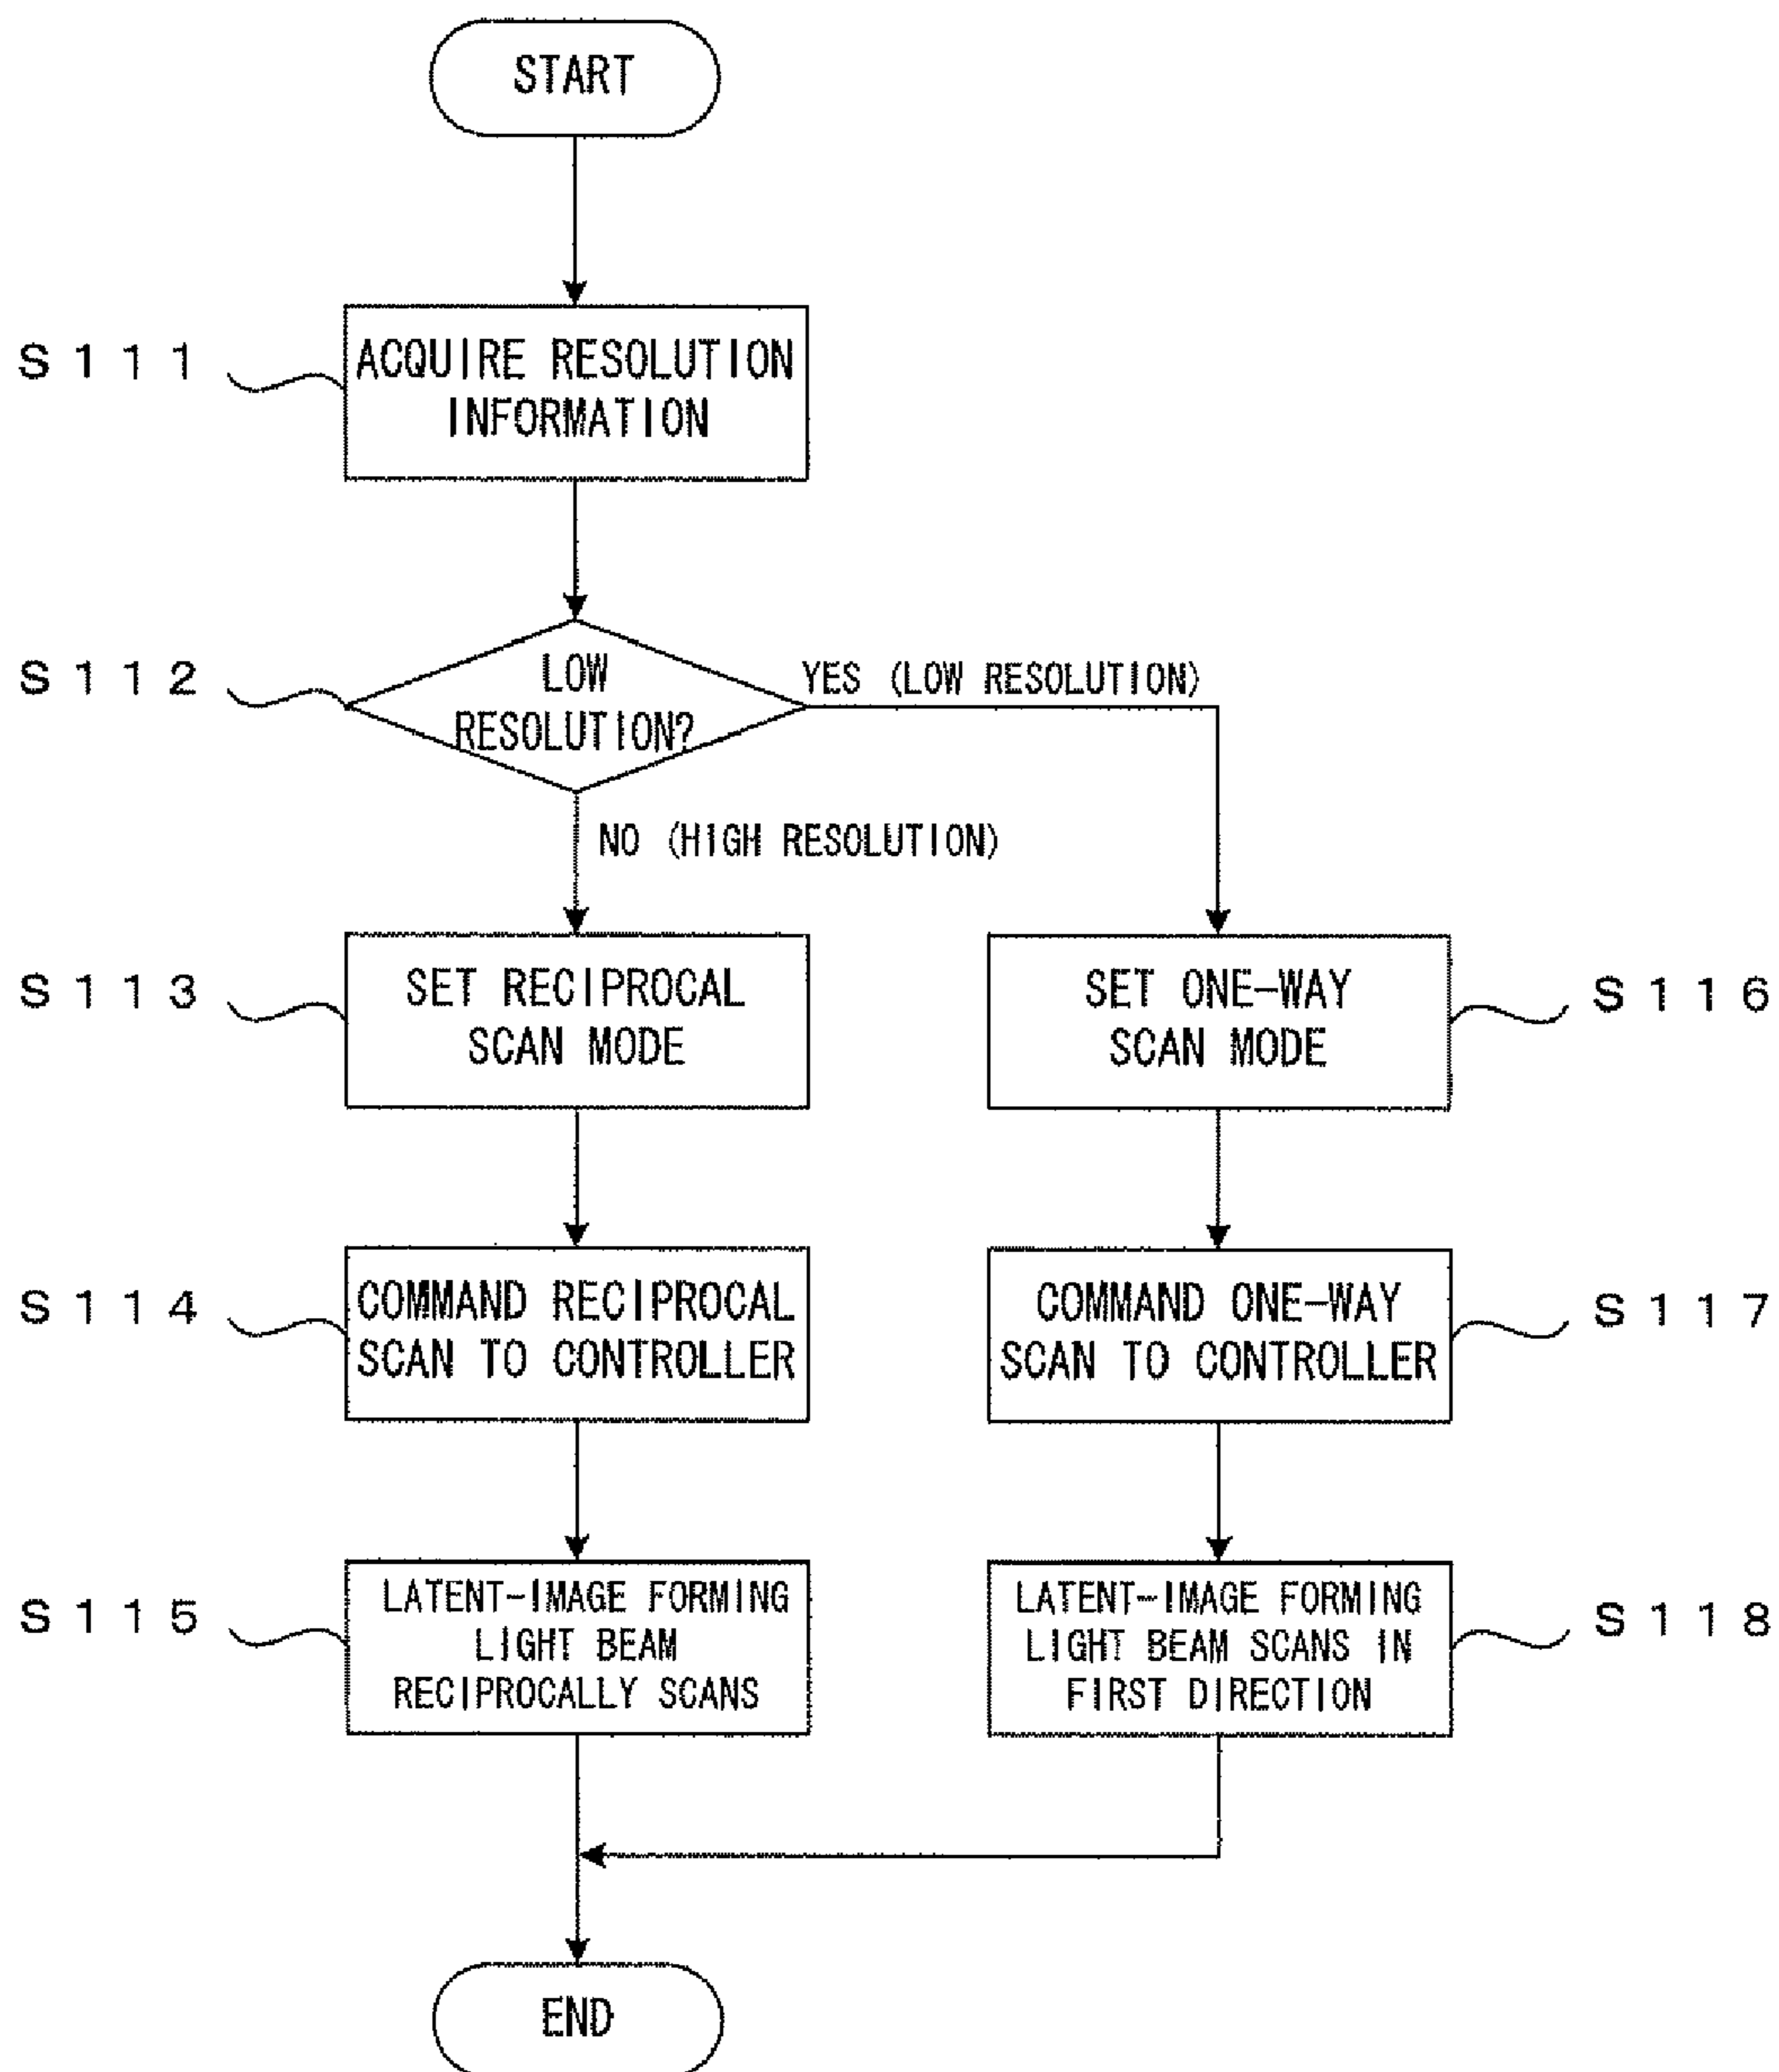 START
S111
ACQUIRE RESOLUTION
INFORMATION
S112
LOW
RESOLUTION?
YES (LOW RESOLUTION)
NO (HIGH RESOLUTION)
S113
SET RECIPROCAL
SCAN MODE
SET ONE-WAY
SCAN MODE
S116
S114
COMMAND RECIPROCAL
SCAN TO CONTROLLER
COMMAND ONE-WAY
SCAN TO CONTROLLER
S117
S115
LATENT-IMAGE FORMING
LIGHT BEAM
RECIPROCALLY SCANS
LATENT-IMAGE FORMING
LIGHT BEAM SCANS IN
FIRST DIRECTION
S118
END